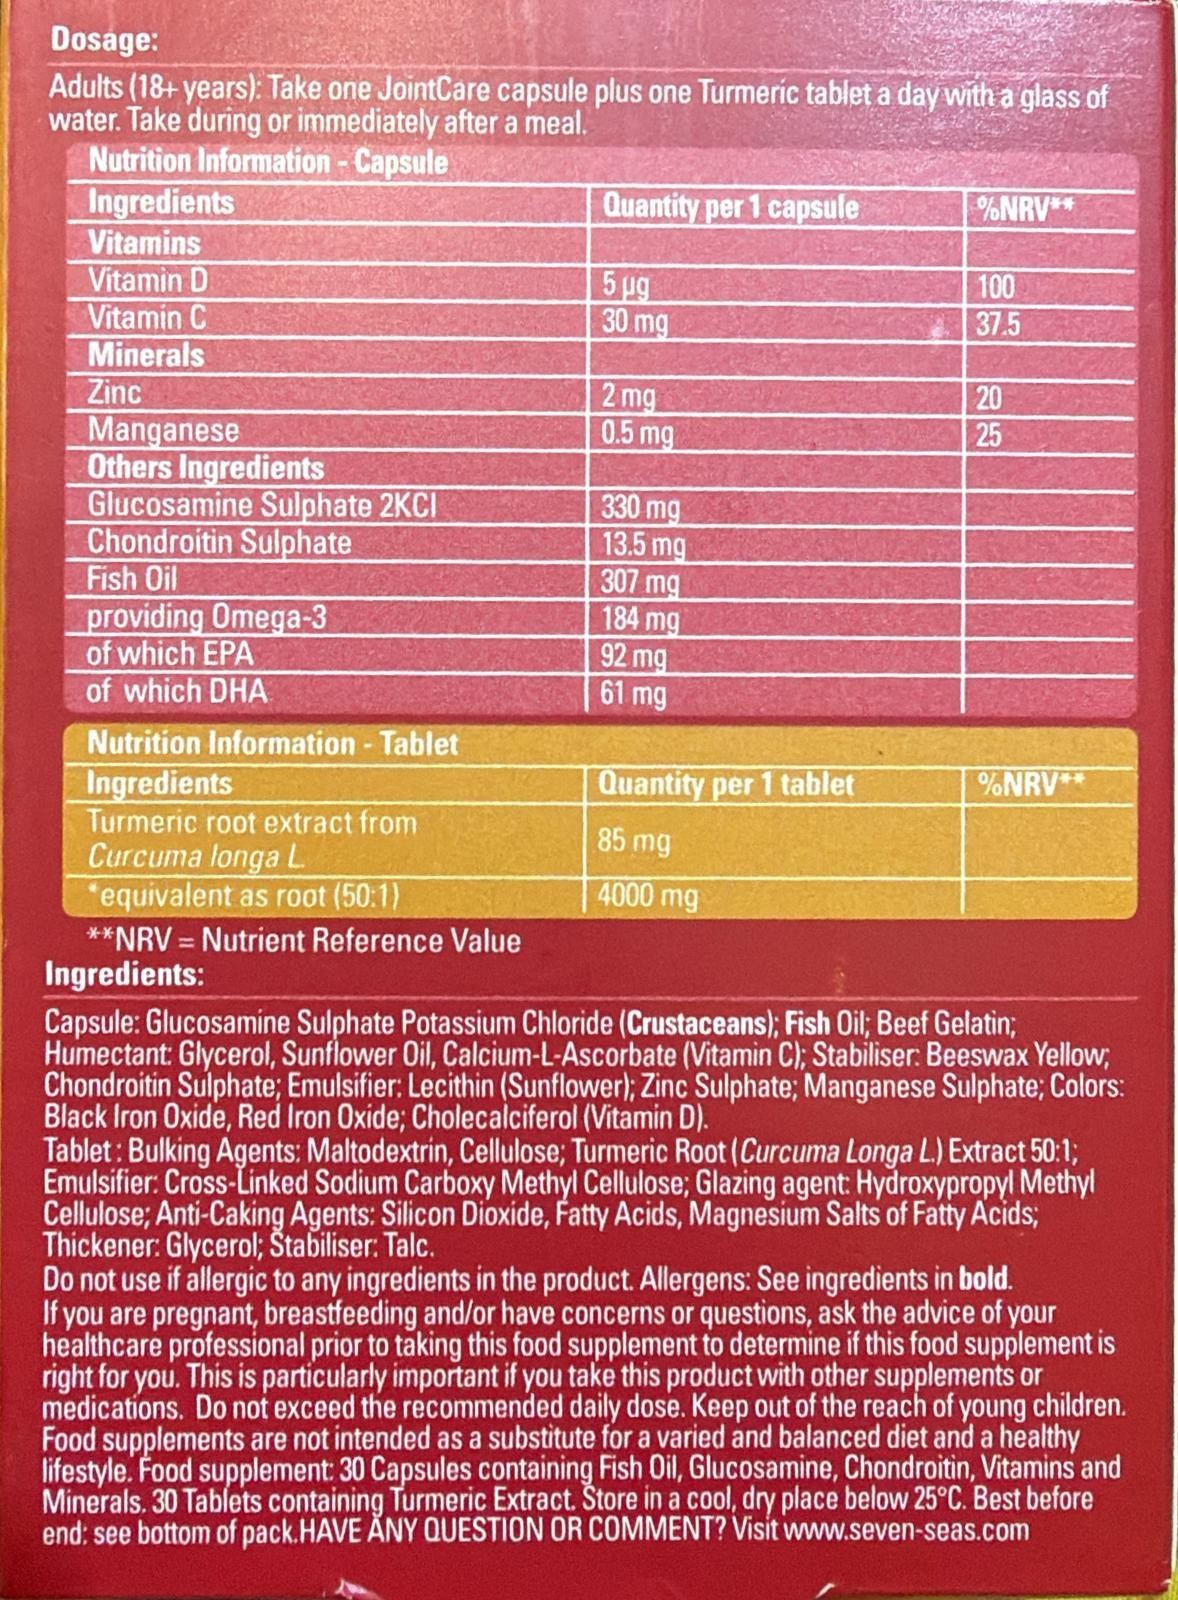 Dosage:
Adults (18+ years): Take one JointCare capsule plus one Turmeric tablet a day with a glass of
water. Take during or immediately after a meal.
Nutrition Information - Capsule
Ingredients Quantity per 1 capsule %NRV**
Vitamins
Vitamin D 5 µg 100
Vitamin C 30 mg 37.5
Minerals
Zinc 2 mg 20
Manganese 0.5 mg 25
Others Ingredients
Glucosamine Sulphate 2KCl 330 mg
Chondroitin Sulphate 13.5 mg
Fish Oil 307 mg
providing Omega-3 184 mg
of which EPA 92 mg
of which DHA 61 mg
Nutrition Information - Tablet
Ingredients Quantity per 1 tablet %NRV**
Turmeric root extract from
Curcuma longa L 85 mg
*equivalent as root (50:1) 4000 mg
**NRV = Nutrient Reference Value
Ingredients:
Capsule: Glucosamine Sulphate Potassium Chloride (Crustaceans); Fish Oil; Beef Gelatin;
Humectant: Glycerol, Sunflower Oil, Calcium-L-Ascorbate (Vitamin C); Stabiliser: Beeswax Yellow;
Chondroitin Sulphate; Emulsifier: Lecithin (Sunflower); Zinc Sulphate; Manganese Sulphate; Colors:
Black Iron Oxide, Red Iron Oxide; Cholecalciferol (Vitamin D).
Tablet : Bulking Agents: Maltodextrin, Cellulose; Turmeric Root (Curcuma Longa L.) Extract 50:1;
Emulsifier: Cross-Linked Sodium Carboxy Methyl Cellulose; Glazing agent: Hydroxypropyl Methyl
Cellulose; Anti-Caking Agents: Silicon Dioxide, Fatty Acids, Magnesium Salts of Fatty Acids;
Thickener: Glycerol; Stabiliser: Talc.
Do not use if allergic to any ingredients in the product. Allergens: See ingredients in bold.
If you are pregnant, breastfeeding and/or have concerns or questions, ask the advice of your
healthcare professional prior to taking this food supplement to determine if this food supplement is
right for you. This is particularly important if you take this product with other supplements or
medications. Do not exceed the recommended daily dose. Keep out of the reach of young children.
Food supplements are not intended as a substitute for a varied and balanced diet and a healthy
lifestyle. Food supplement: 30 Capsules containing Fish Oil, Glucosamine, Chondroitin, Vitamins and
Minerals. 30 Tablets containing Turmeric Extract. Store in a cool, dry place below 25°C. Best before
end: see bottom of pack.HAVE ANY QUESTION OR COMMENT? Visit www.seven-seas.com